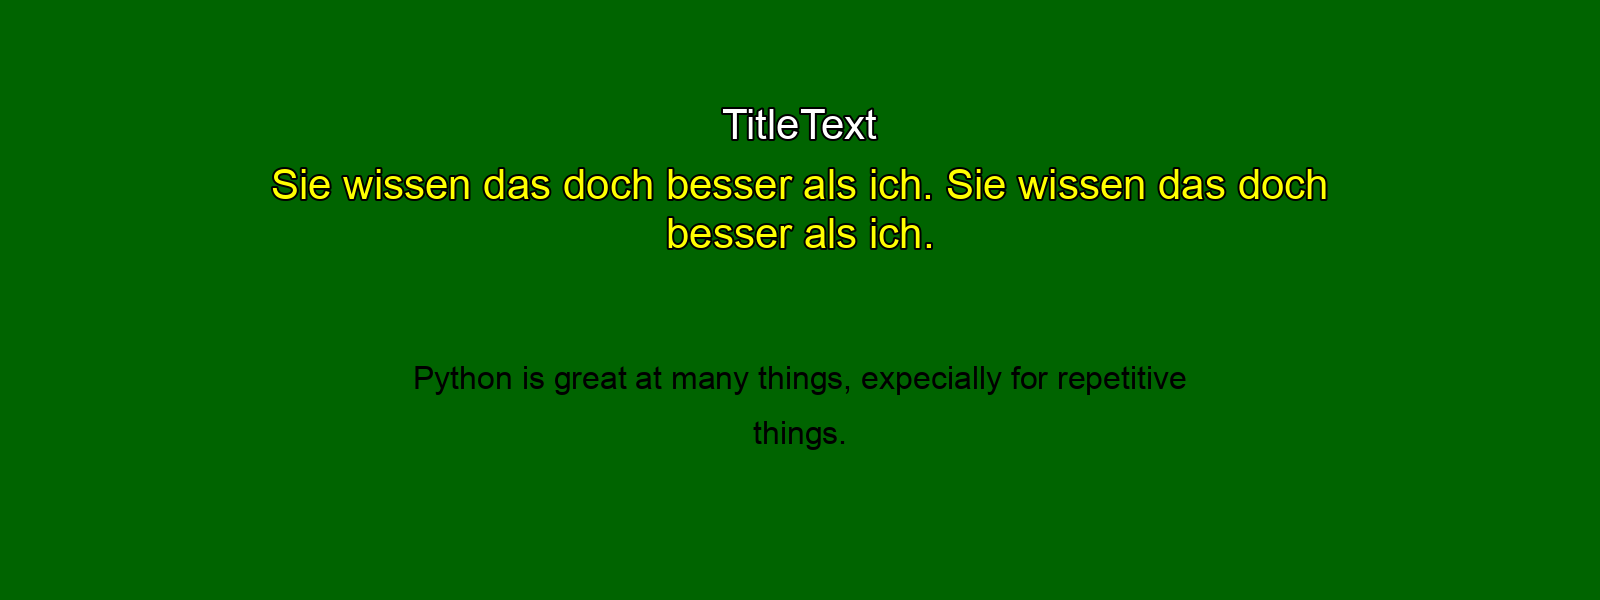 TitleText
Sie wissen das doch besser als ich. Sie wissen das doch
besser als ich.
Python is great at many things, expecially for repetitive
things.